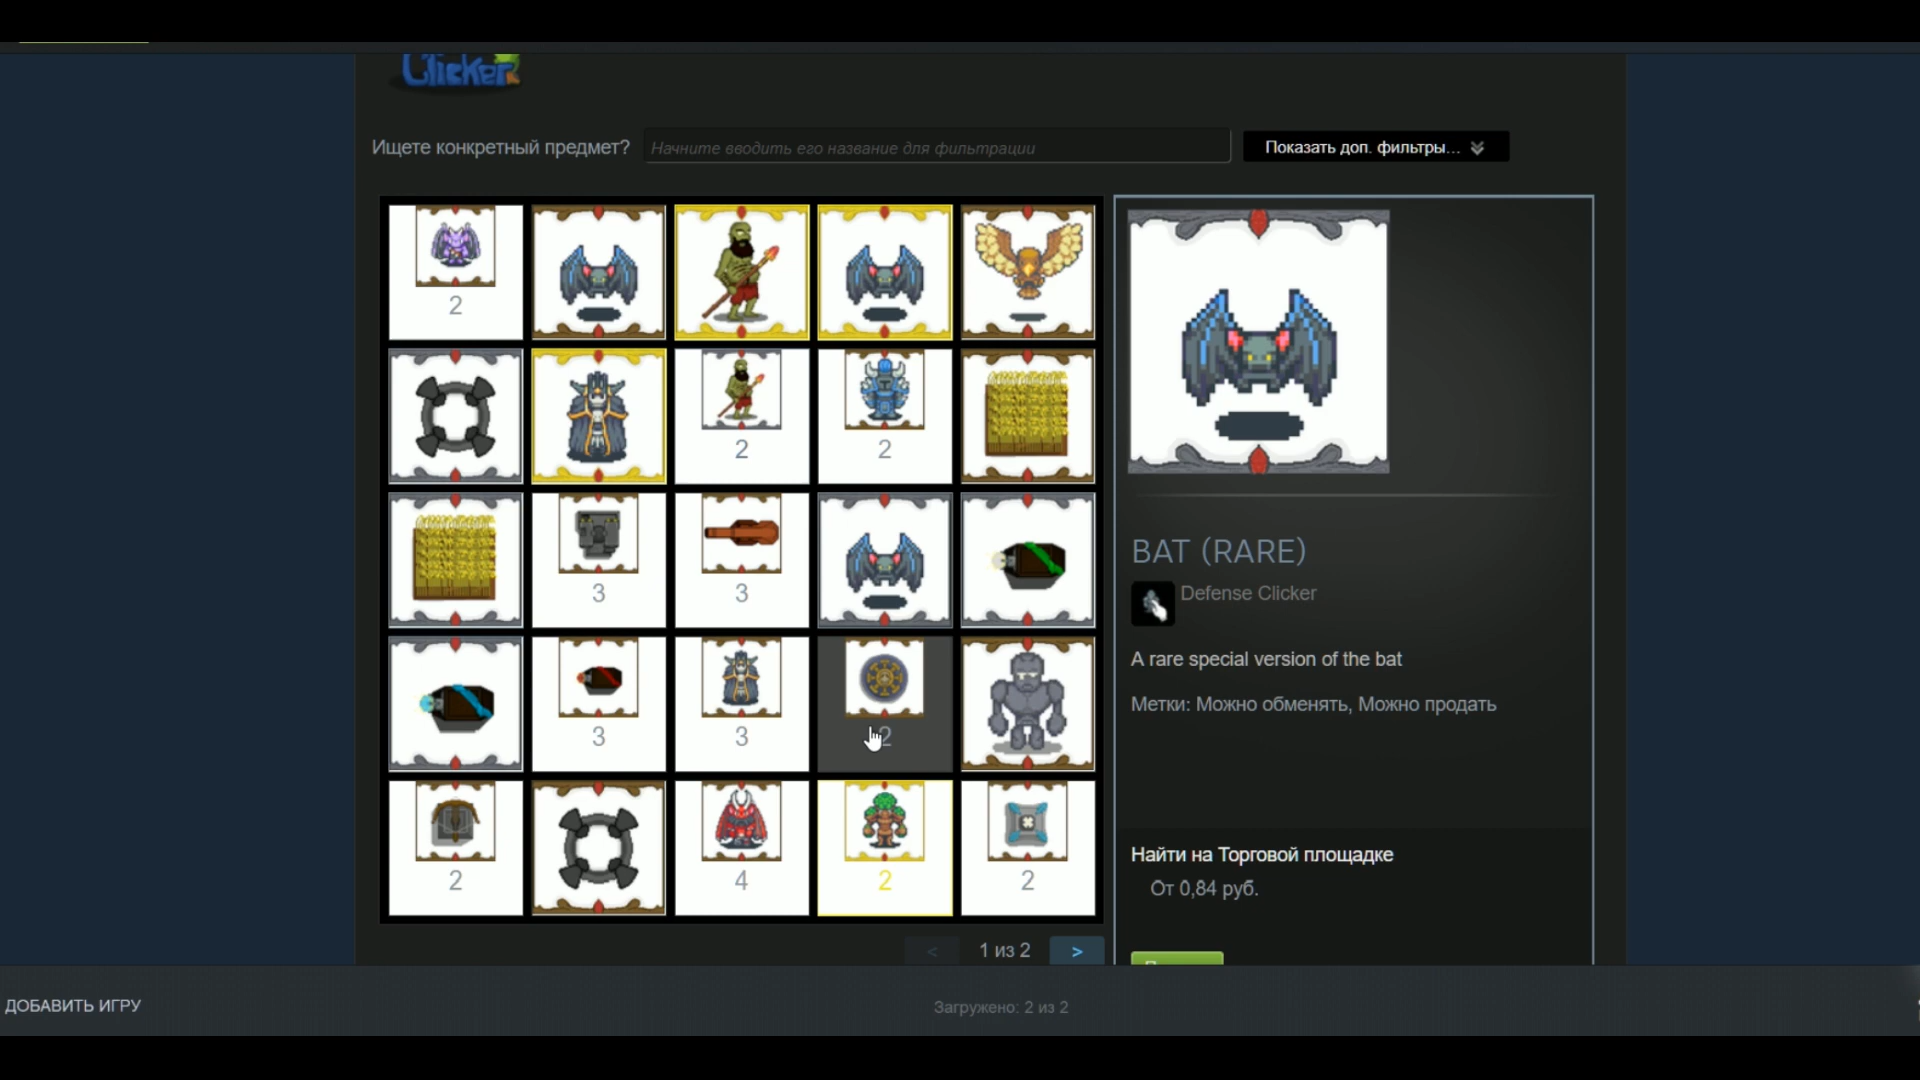 Clicker
Ищете конкретный предмет?
Начните вводить его название для фильтрации
Показать доп. фильтры...
2
2
2
3
3
3
3
2
2
4
2
2
BAT (RARE)
Defense Clicker
A rare special version of the bat
Метки: Можно обменять, Можно продать
Найти на Торговой площадке
От 0,84 руб.
<
1 из 2
>
ДОБАВИТЬ ИГРУ
Загружено: 2 из 2